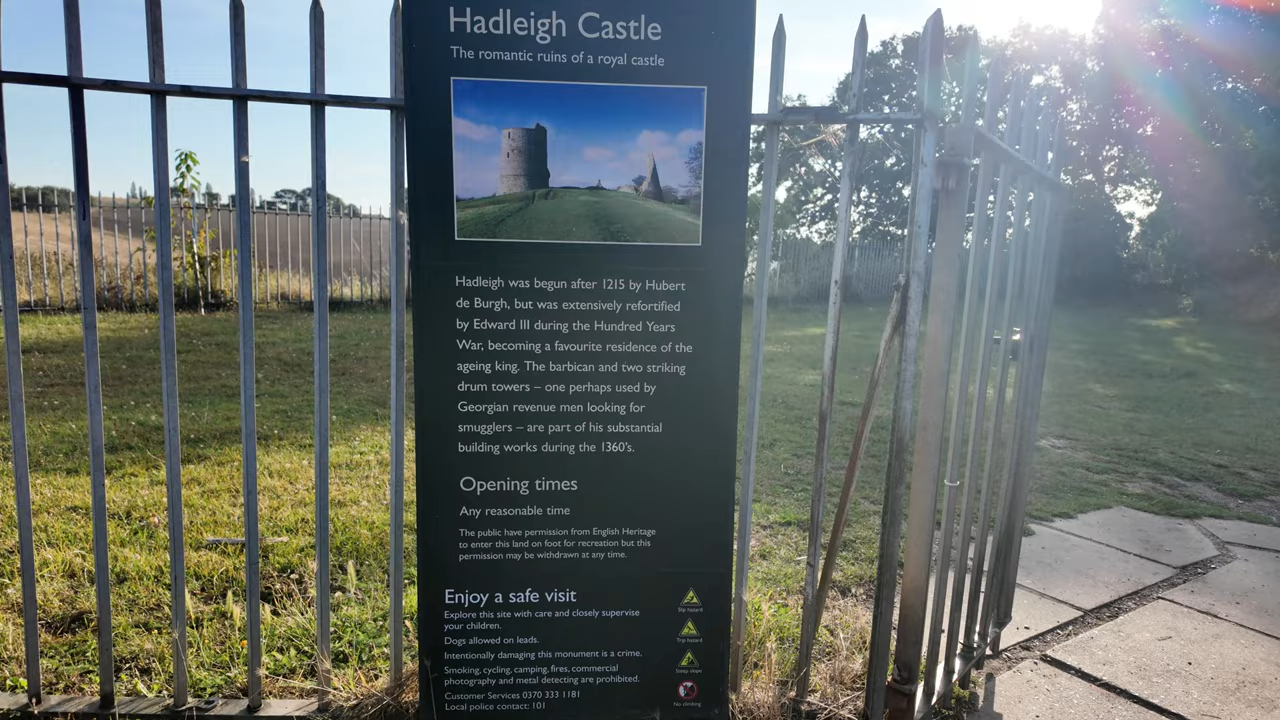 Hadleigh Castle
The romantic ruins of a royal castle
Hadleigh was begun after 1215 by Hubert
de Burgh, but was extensively refortified
by Edward III during the Hundred Years
War, becoming a favourite residence of the
ageing king. The barbican and two striking
drum towers – one perhaps used by
Georgian revenue men looking for
smugglers – are part of his substantial
building works during the 1360's.
Opening times
Any reasonable time
The public have permission from English Heritage
to enter this land on foot for recreation but this
permission may be withdrawn at any time.
Enjoy a safe visit
Explore this site with care and closely supervise
your children.
Dogs allowed on leads.
Intentionally damaging this monument is a crime.
Smoking, cycling, camping, fires, commercial
photography and metal detecting are prohibited.
Customer Services 0370 333 1181
Local police contact: 101
Slip hazard
Trip hazard
Steep slope
No climbing